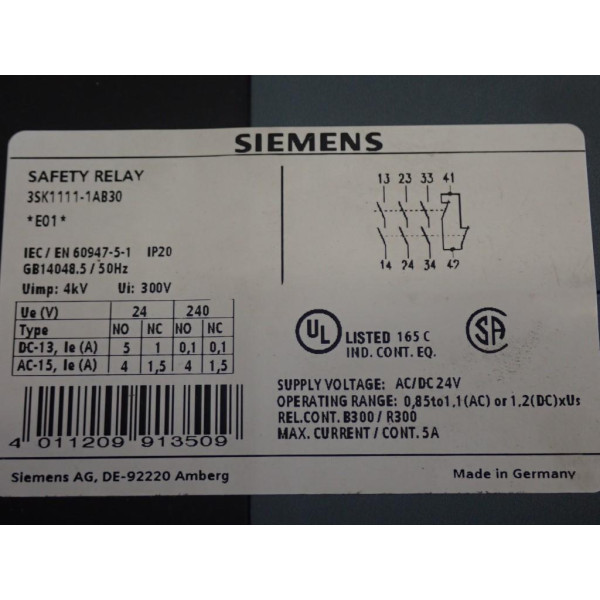 SIEMENS
SAFETY RELAY
3SK1111-1AB30
*E01*
IEC / EN 60947-5-1 IP20
GB14048.5 / 50Hz
Uimp: 4kV Ui: 300V
Ue (V) 24 240
Type NO NC NO NC
DC-13, Ie (A) 5 1 0,1 0,1
AC-15, Ie (A) 4 1,5 4 1,5
4 011209 913509
13 23 33 41
14 24 34 42
UL LISTED 165 C
IND. CONT. EQ.
SA
SUPPLY VOLTAGE: AC/DC 24V
OPERATING RANGE: 0,85to1,1(AC) or 1,2(DC)xUs
REL.CONT. B300 / R300
MAX. CURRENT / CONT. 5A
Siemens AG, DE-92220 Amberg
Made in Germany